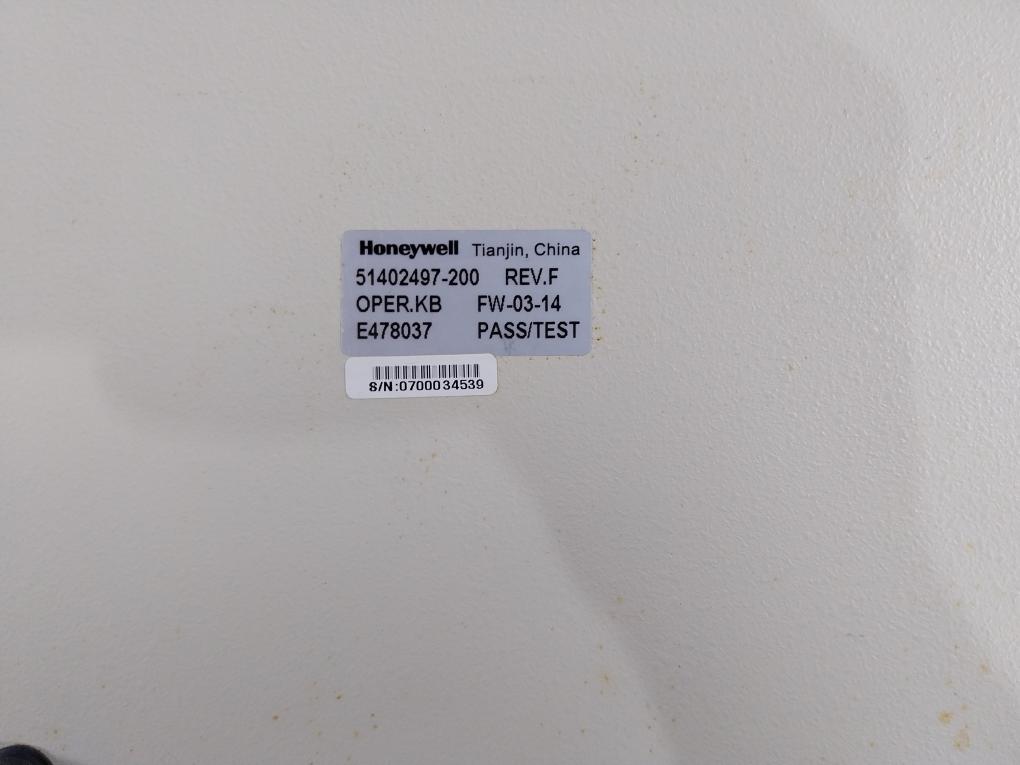 Honeywell Tianjin, China
51402497-200 REV.F
OPER.KB FW-03-14
E478037 PASS/TEST
S/N:0700034539